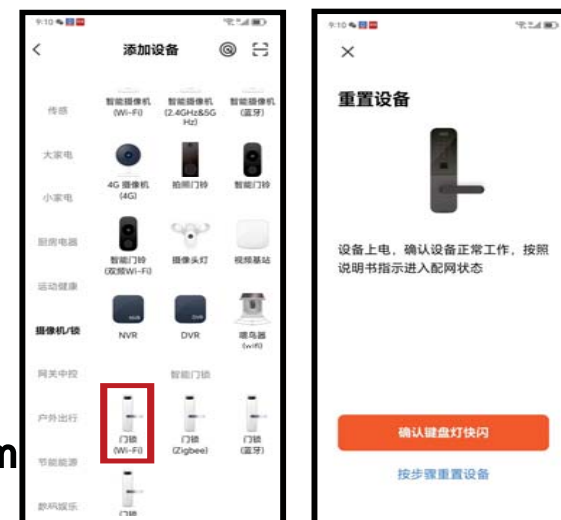 9:10
添加设备
传感
智能摄像机
(Wi-Fi)
智能摄像机
(2.4GHz&5G
Hz)
智能摄像机
(蓝牙)
大家电
4G 摄像机
(4G)
拍照门铃
智能门铃
小家电
厨房电器
智能门铃
(双频Wi-Fi)
摄像头灯
视频基站
运动健康
摄像机/锁
NVR
DVR
喂鸟器
(wifi)
网关中控
智能门锁
户外出行
门锁
(Wi-Fi)
门锁
(Zigbee)
门锁
(蓝牙)
m
节能能源
数码娱乐
门锁
9:10
重置设备
设备上电，确认设备正常工作，按照
说明书指示进入配网状态
确认键盘灯快闪
按步骤重置设备